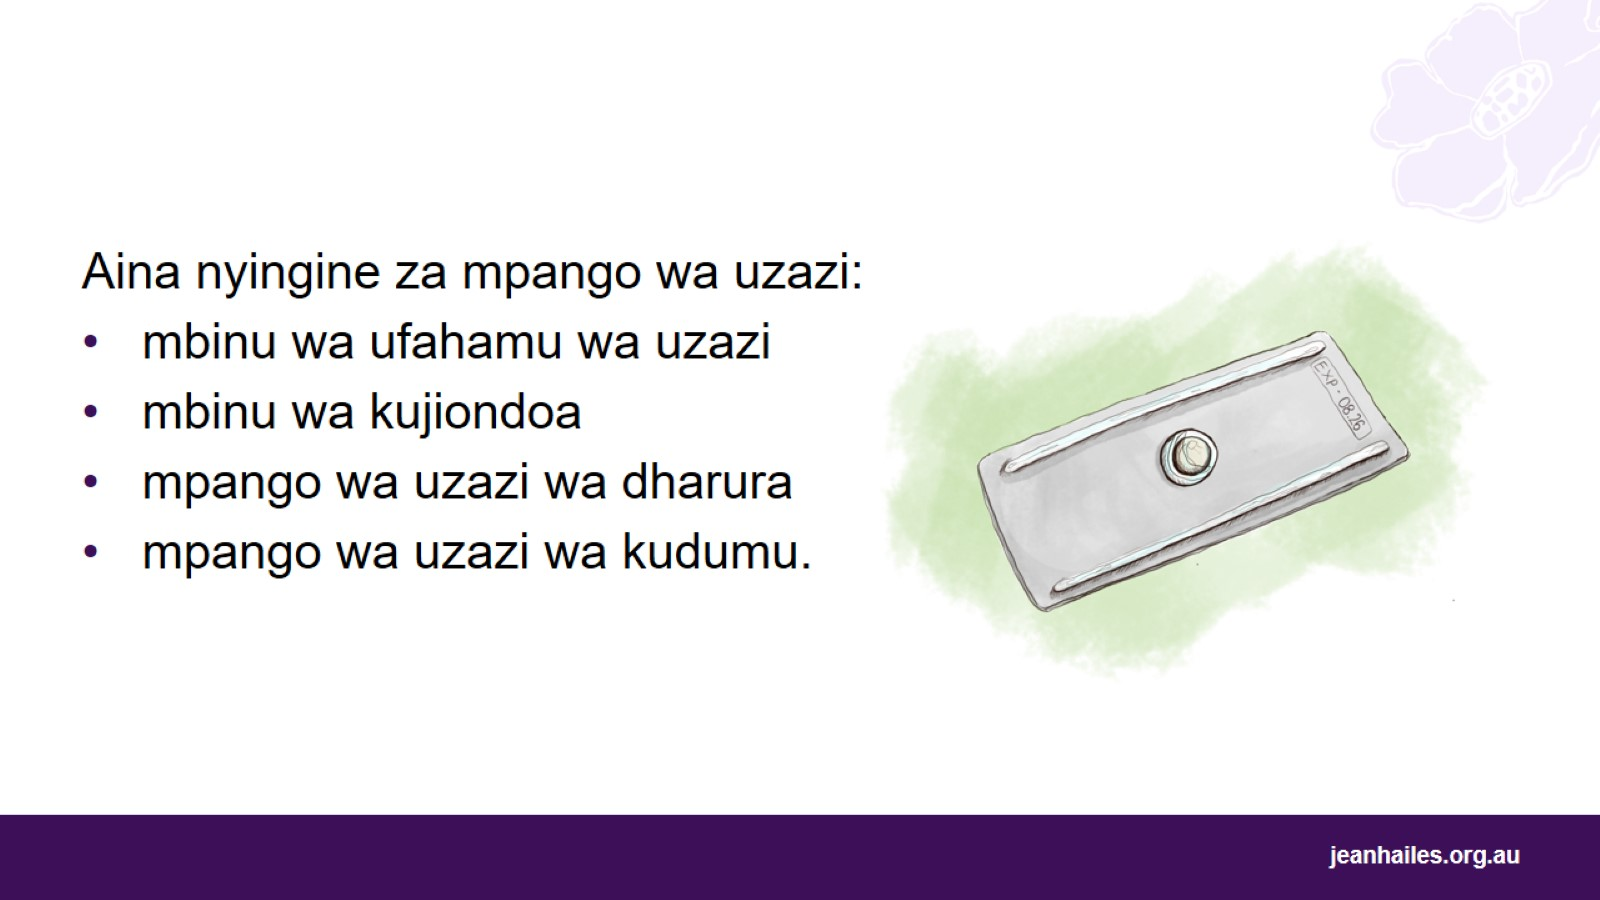 Aina nyingine za mpango wa uzazi:
• mbinu wa ufahamu wa uzazi
• mbinu wa kujiondoa
• mpango wa uzazi wa dharura
• mpango wa uzazi wa kudumu.
EXP · 08.26
jeanhailes.org.au